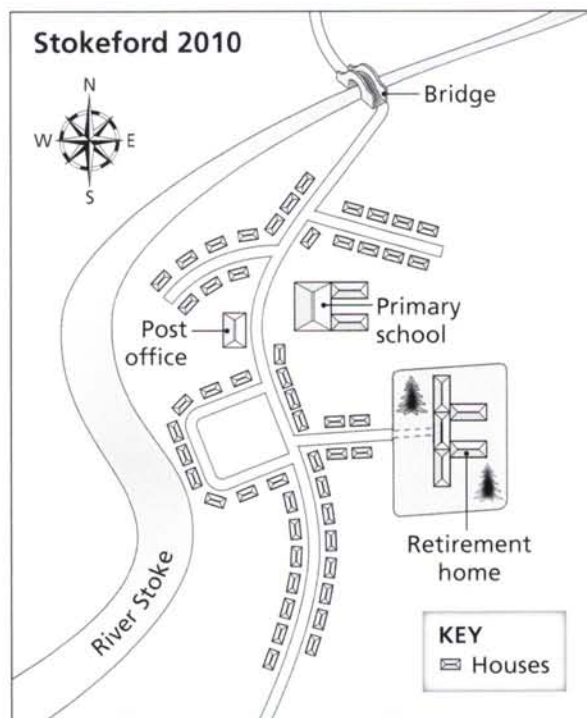 Stokeford 2010
N
W
E
S
Bridge
Post
office
Primary
school
Retirement
home
River Stoke
KEY
Houses